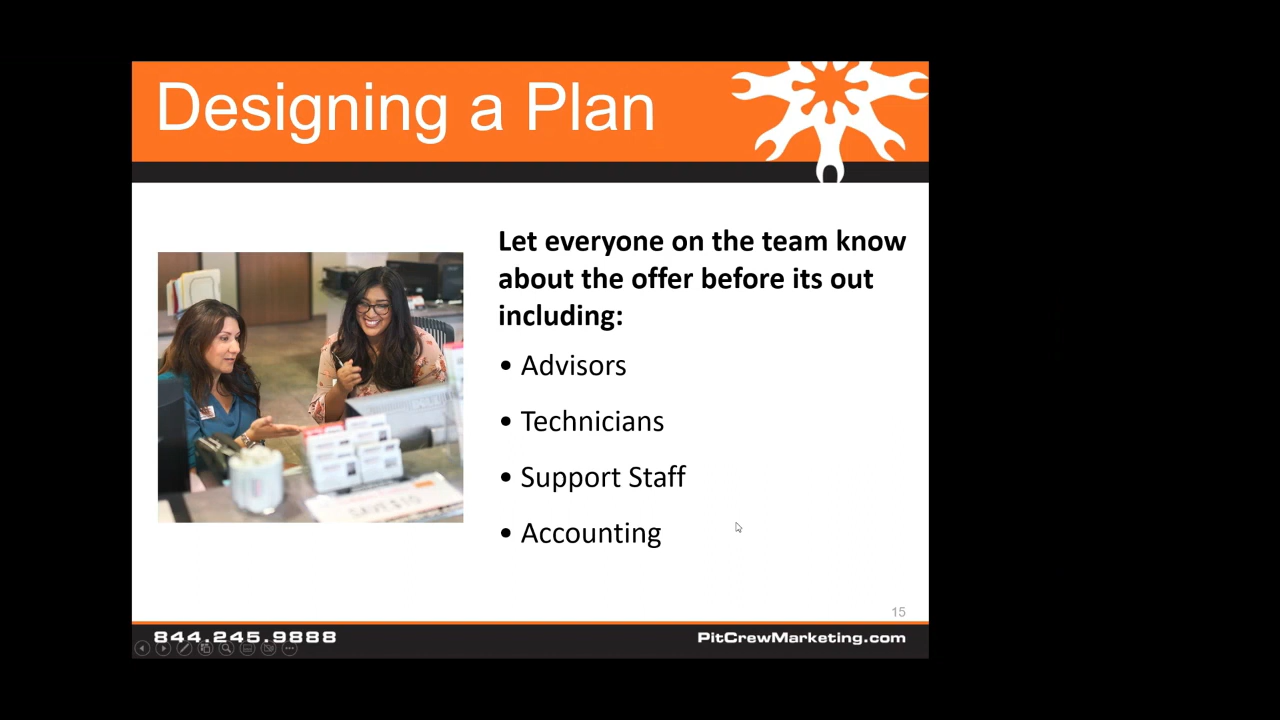 Designing a Plan
Let everyone on the team know
about the offer before its out
including:
• Advisors
• Technicians
• Support Staff
• Accounting
15
844.245.9888
PitCrewMarketing.com